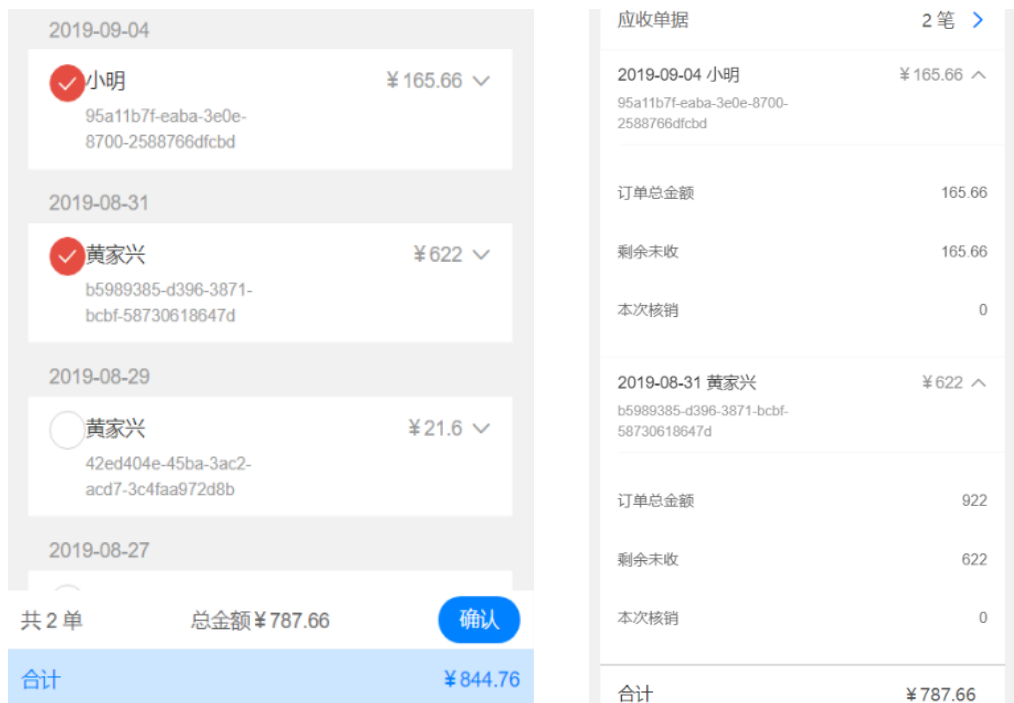 2019-09-04
小明
¥165.66
95a11b7f-eaba-3e0e-
8700-2588766dfcbd
2019-08-31
黄家兴
¥622
b5989385-d396-3871-
bcbf-58730618647d
2019-08-29
黄家兴
¥21.6
42ed404e-45ba-3ac2-
acd7-3c4faa972d8b
2019-08-27
共2单 总金额¥787.66 确认
合计 ¥844.76
应收单据 2笔
2019-09-04 小明 ¥165.66
95a11b7f-eaba-3e0e-8700-
2588766dfcbd
订单总金额 165.66
剩余未收 165.66
本次核销 0
2019-08-31 黄家兴 ¥622
b5989385-d396-3871-bcbf-
58730618647d
订单总金额 922
剩余未收 622
本次核销 0
合计 ¥787.66